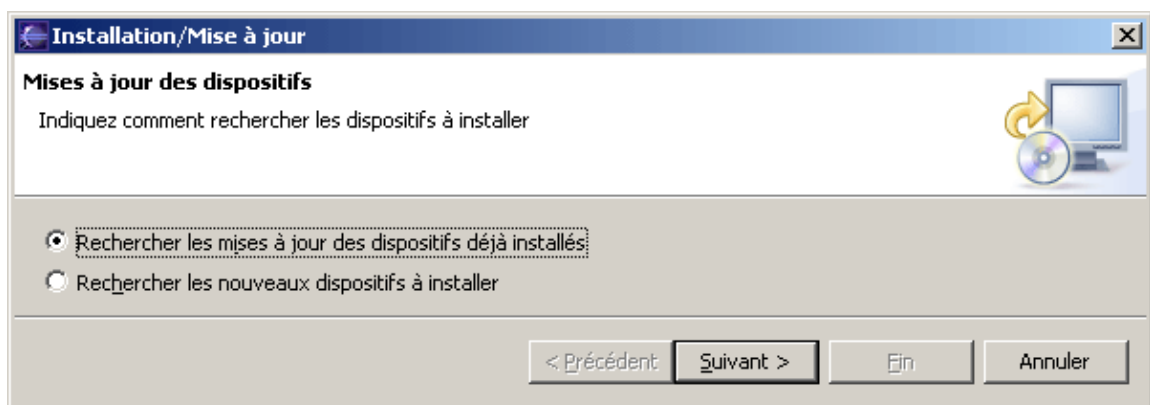 Installation/Mise à jour
Mises à jour des dispositifs
Indiquez comment rechercher les dispositifs à installer
Rechercher les mises à jour des dispositifs déjà installés
Rechercher les nouveaux dispositifs à installer
< Précédent Suivant > Fin Annuler